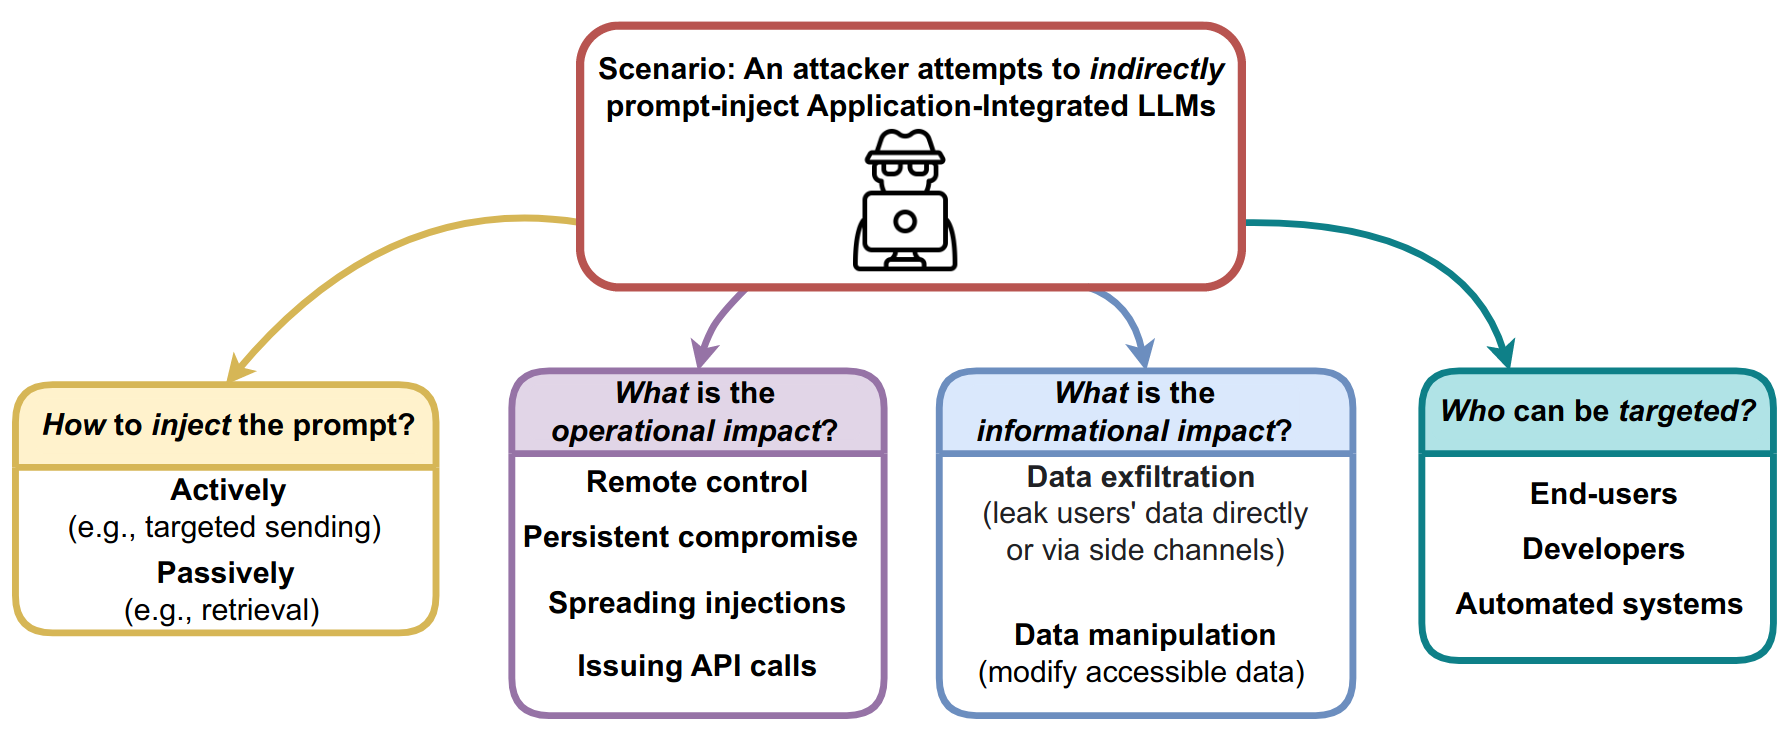 Scenario: An attacker attempts to indirectly
prompt-inject Application-Integrated LLMs
How to inject the prompt?
Actively
(e.g., targeted sending)
Passively
(e.g., retrieval)
What is the
operational impact?
Remote control
Persistent compromise
Spreading injections
Issuing API calls
What is the
informational impact?
Data exfiltration
(leak users' data directly
or via side channels)
Data manipulation
(modify accessible data)
Who can be targeted?
End-users
Developers
Automated systems